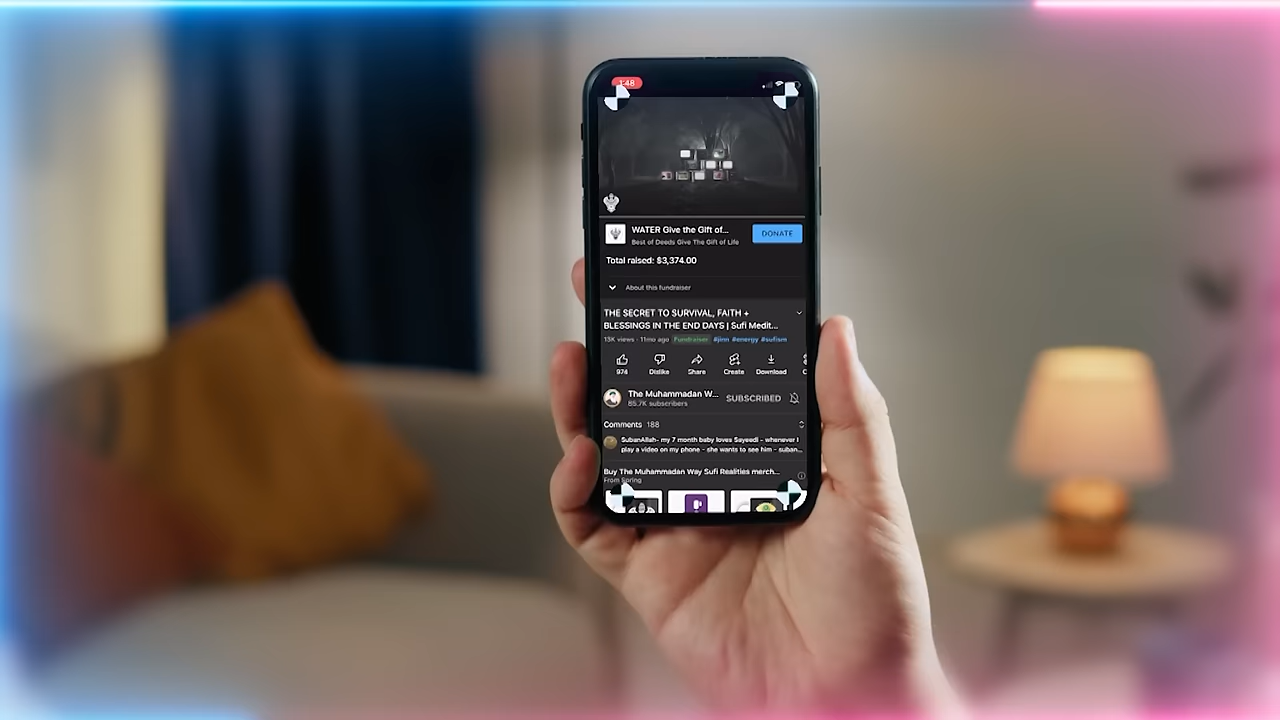 1:48
WATER Give the Gift of...
Best of Deeds Give The Gift of Life
DONATE
Total raised: $3,374.00
About this fundraiser
THE SECRET TO SURVIVAL, FAITH +
BLESSINGS IN THE END DAYS | Sufi Medit...
13K views · 11mo ago Fundraiser #jinn #energy #sufism
974 Dislike Share Create Download
The Muhammadan W...
85.7K subscribers
SUBSCRIBED
Comments 188
SubanAllah- my 7 month baby loves Sayeedi - whenever I
play a video on my phone - she wants to see him - suban...
Buy The Muhammadan Way Sufi Realities merch...
From Spring